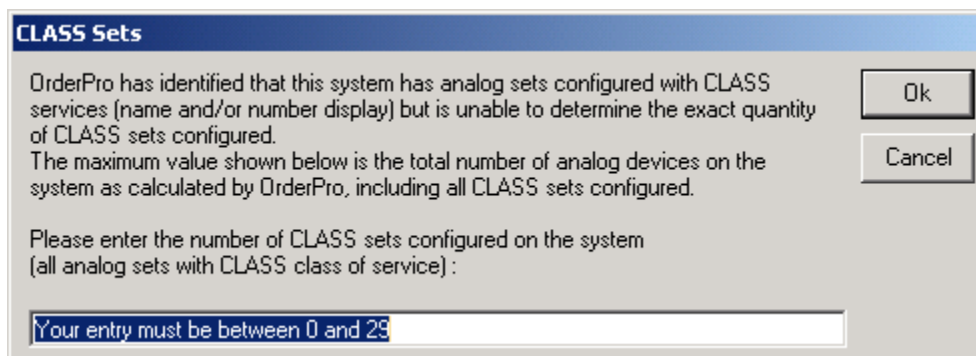 CLASS Sets
OrderPro has identified that this system has analog sets configured with CLASS
services (name and/or number display) but is unable to determine the exact quantity
of CLASS sets configured.
The maximum value shown below is the total number of analog devices on the
system as calculated by OrderPro, including all CLASS sets configured.
Please enter the number of CLASS sets configured on the system
(all analog sets with CLASS class of service) :
Your entry must be between 0 and 29
Ok
Cancel